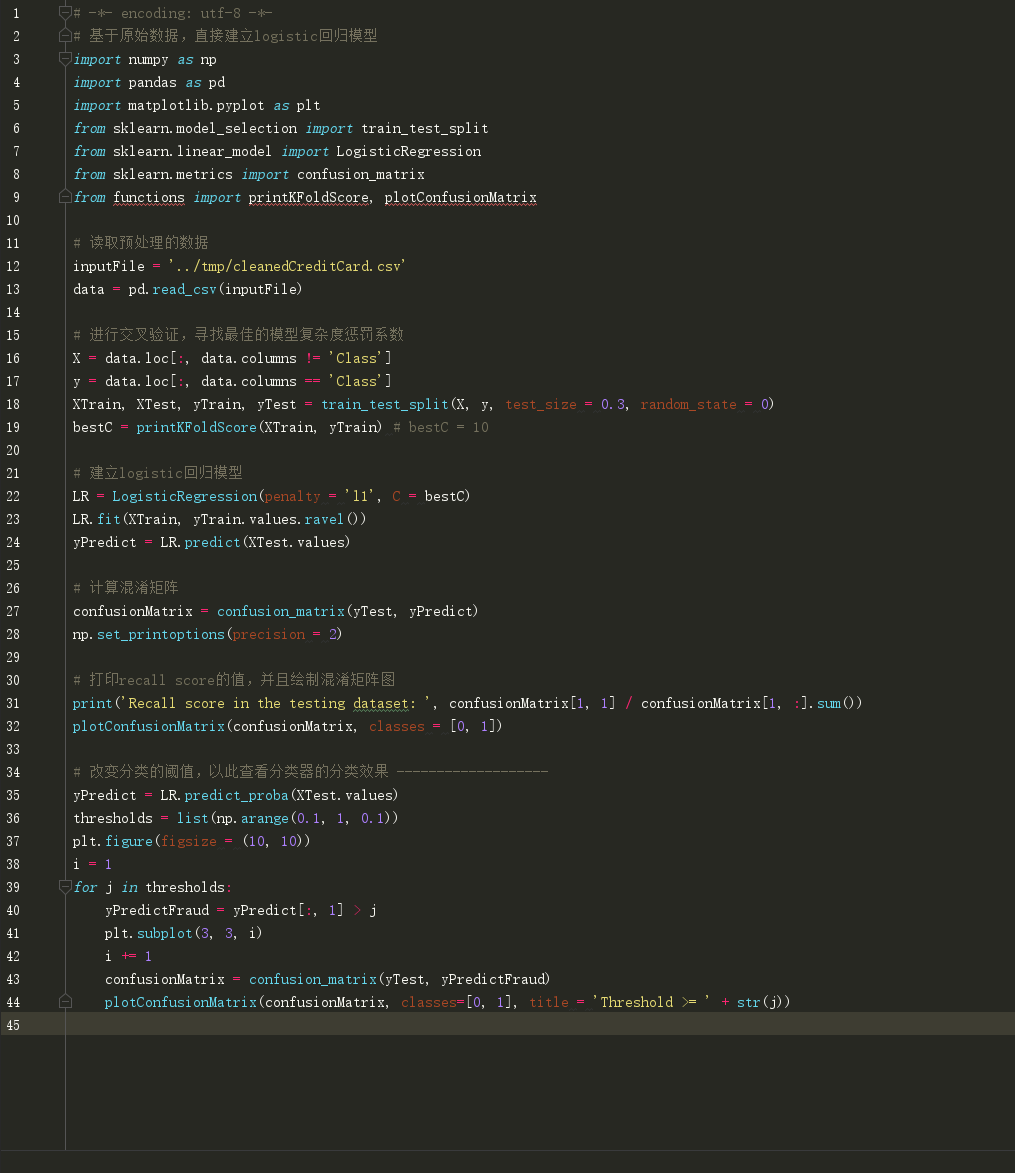 1 # -*- encoding: utf-8 -*-
2 # 基于原始数据，直接建立logistic回归模型
3 import numpy as np
4 import pandas as pd
5 import matplotlib.pyplot as plt
6 from sklearn.model_selection import train_test_split
7 from sklearn.linear_model import LogisticRegression
8 from sklearn.metrics import confusion_matrix
9 from functions import printKFoldScore, plotConfusionMatrix
10
11 # 读取预处理的数据
12 inputFile = '../tmp/cleanedCreditCard.csv'
13 data = pd.read_csv(inputFile)
14
15 # 进行交叉验证，寻找最佳的模型复杂度惩罚系数
16 X = data.loc[:, data.columns != 'Class']
17 y = data.loc[:, data.columns == 'Class']
18 XTrain, XTest, yTrain, yTest = train_test_split(X, y, test_size = 0.3, random_state = 0)
19 bestC = printKFoldScore(XTrain, yTrain) # bestC = 10
20
21 # 建立logistic回归模型
22 LR = LogisticRegression(penalty = 'l1', C = bestC)
23 LR.fit(XTrain, yTrain.values.ravel())
24 yPredict = LR.predict(XTest.values)
25
26 # 计算混淆矩阵
27 confusionMatrix = confusion_matrix(yTest, yPredict)
28 np.set_printoptions(precision = 2)
29
30 # 打印recall score的值，并且绘制混淆矩阵图
31 print('Recall score in the testing dataset: ', confusionMatrix[1, 1] / confusionMatrix[1, :].sum())
32 plotConfusionMatrix(confusionMatrix, classes = [0, 1])
33
34 # 改变分类的阈值，以此查看分类器的分类效果 -------------------
35 yPredict = LR.predict_proba(XTest.values)
36 thresholds = list(np.arange(0.1, 1, 0.1))
37 plt.figure(figsize = (10, 10))
38 i = 1
39 for j in thresholds:
40     yPredictFraud = yPredict[:, 1] > j
41     plt.subplot(3, 3, i)
42     i += 1
43     confusionMatrix = confusion_matrix(yTest, yPredictFraud)
44     plotConfusionMatrix(confusionMatrix, classes=[0, 1], title = 'Threshold >= ' + str(j))
45